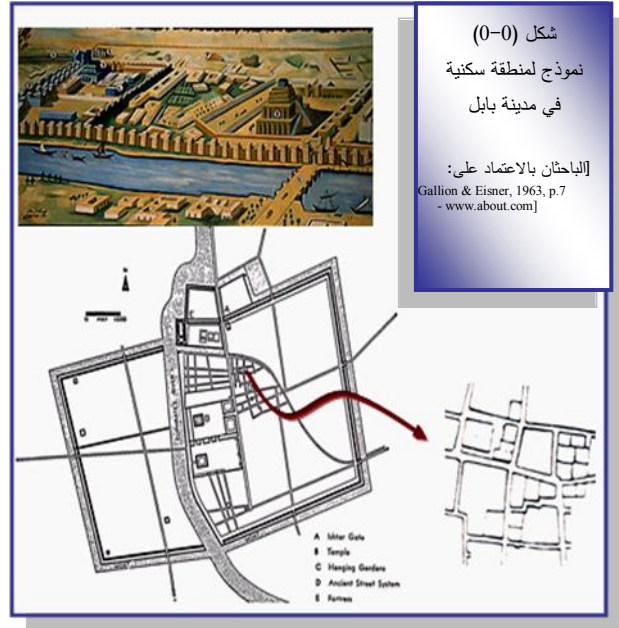 شكل (0-0)
نموذج لمنطقة سكنية
في مدينة بابل
[الباحثان بالاعتماد على:
Gallion & Eisner, 1963, p.7
- www.about.com]
N
A Ishtar Gate
B Temple
C Hanging Gardens
D Ancient Street System
E Fortress